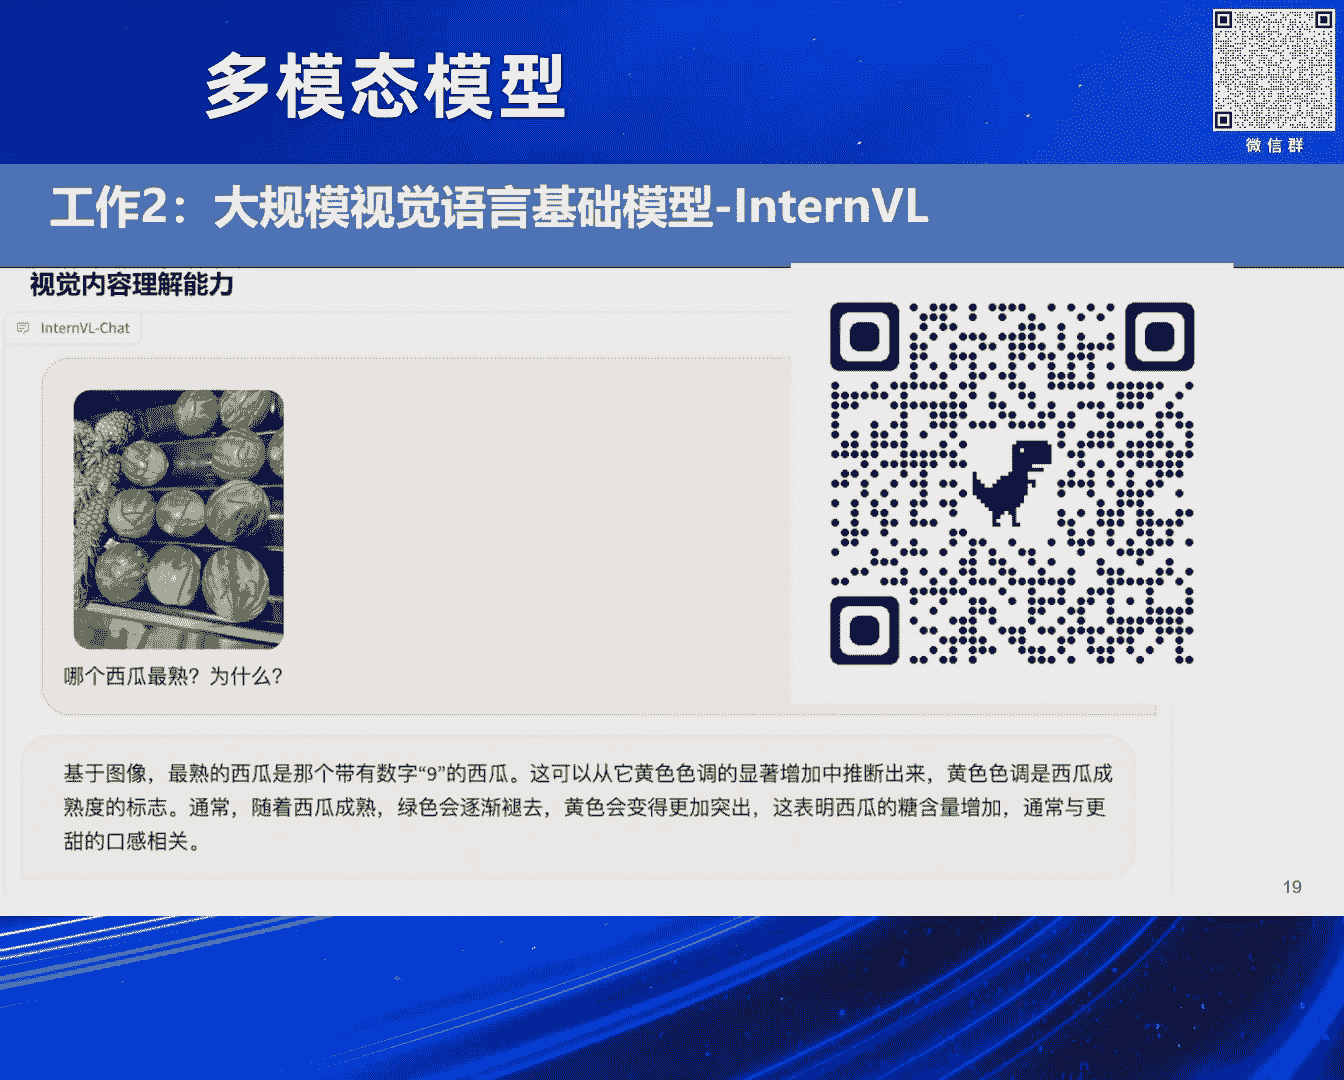 多模态模型
微信群
工作2：大规模视觉语言基础模型-InternVL
视觉内容理解能力
InternVL-Chat
哪个西瓜最熟？为什么？
基于图像，最熟的西瓜是那个带有数字“9”的西瓜。这可以从它黄色色调的显著增加中推断出来，黄色色调是西瓜成
熟度的标志。通常，随着西瓜成熟，绿色会逐渐褪去，黄色会变得更加突出，这表明西瓜的糖含量增加，通常与更
甜的口感相关。
19